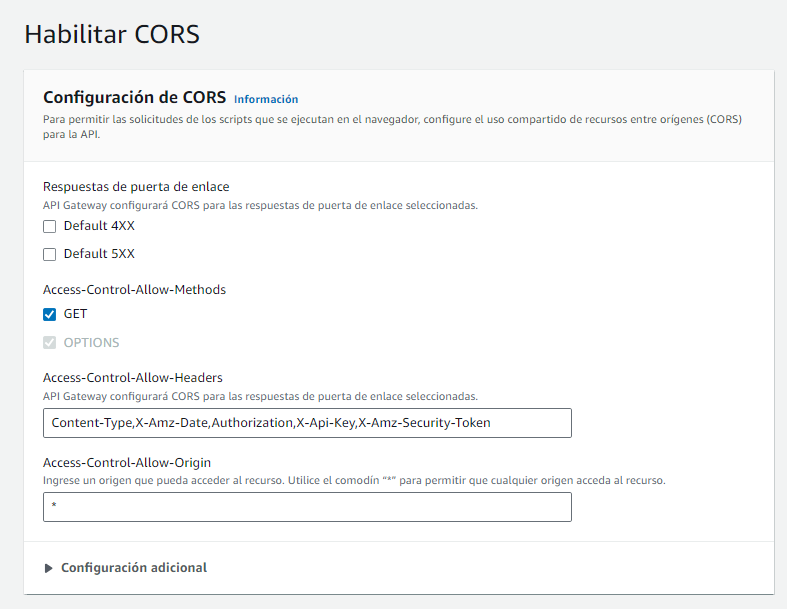 Habilitar CORS
Configuración de CORS Información
Para permitir las solicitudes de los scripts que se ejecutan en el navegador, configure el uso compartido de recursos entre orígenes (CORS)
para la API.
Respuestas de puerta de enlace
API Gateway configurará CORS para las respuestas de puerta de enlace seleccionadas.
Default 4XX
Default 5XX
Access-Control-Allow-Methods
GET
OPTIONS
Access-Control-Allow-Headers
API Gateway configurará CORS para las respuestas de puerta de enlace seleccionadas.
Content-Type,X-Amz-Date,Authorization,X-Api-Key,X-Amz-Security-Token
Access-Control-Allow-Origin
Ingrese un origen que pueda acceder al recurso. Utilice el comodín “*” para permitir que cualquier origen acceda al recurso.
*
Configuración adicional